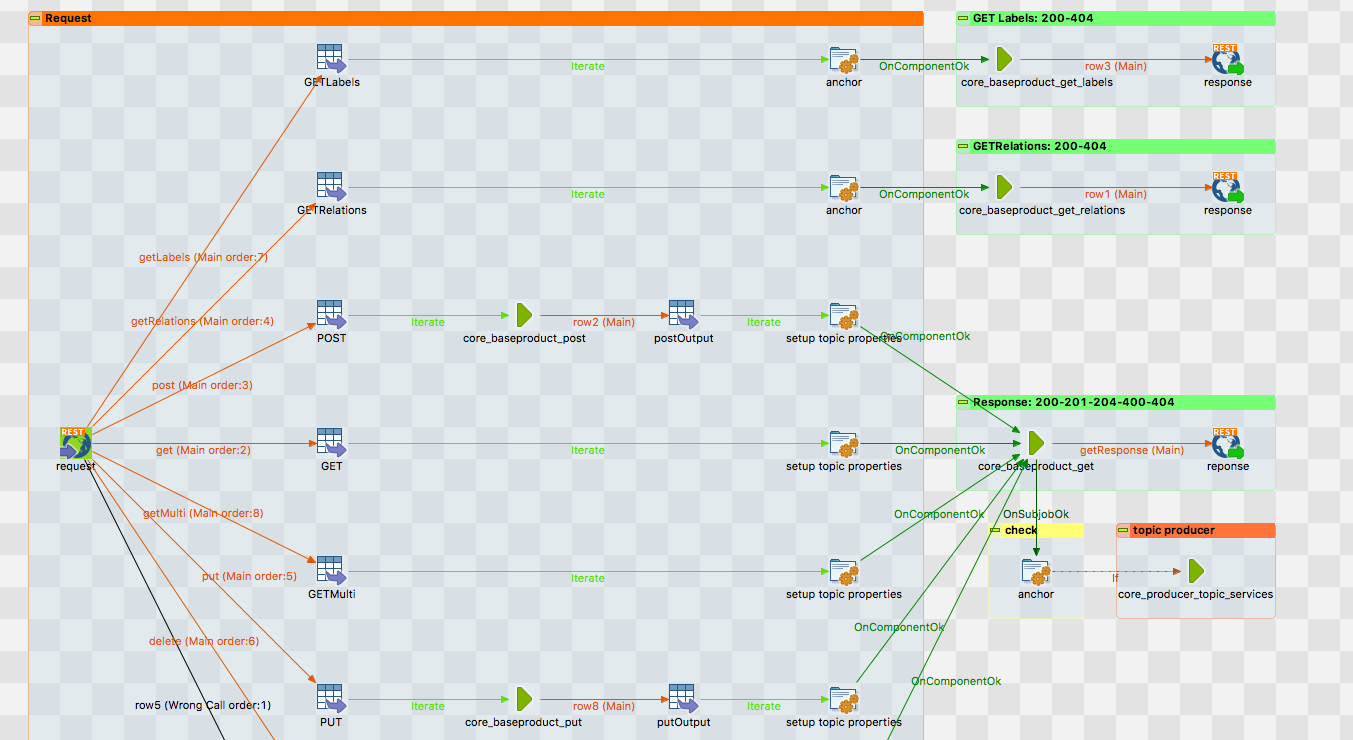 Request
GET Labels: 200-404
REST
Iterate
OnComponentOk
row3 (Main)
GETLabels
anchor
core_baseproduct_get_labels
response
GETRelations: 200-404
REST
Iterate
OnComponentOk
row1 (Main)
GETRelations
anchor
core_baseproduct_get_relations
response
getLabels (Main order:7)
getRelations (Main order:4)
Iterate
row2 (Main)
Iterate
OnComponentOk
POST
core_baseproduct_post
postOutput
setup topic properties
post (Main order:3)
Response: 200-201-204-400-404
REST
REST
get (Main order:2)
Iterate
OnComponentOk
getResponse (Main)
request
GET
setup topic properties
core_baseproduct_get
reponse
getMulti (Main order:8)
OnComponentOk
OnSubjobOk
check
topic producer
put (Main order:5)
Iterate
If
GETMulti
setup topic properties
anchor
core_producer_topic_services
OnComponentOk
delete (Main order:6)
OnComponentOk
row5 (Wrong Call order:1)
Iterate
row8 (Main)
Iterate
PUT
core_baseproduct_put
putOutput
setup topic properties